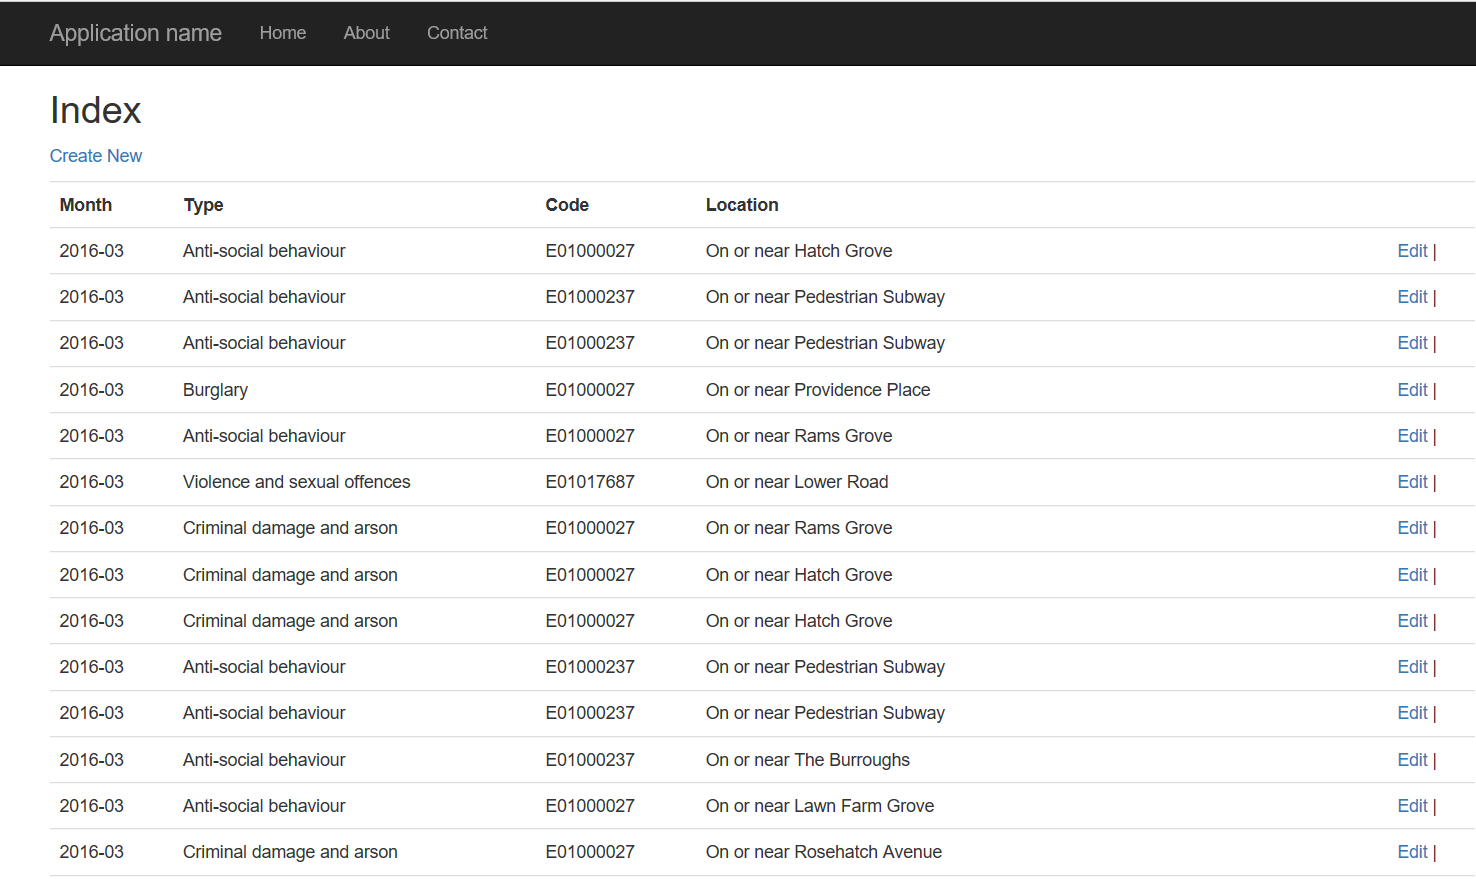 Application name Home About Contact
Index
Create New
Month Type Code Location
2016-03 Anti-social behaviour E01000027 On or near Hatch Grove Edit |
2016-03 Anti-social behaviour E01000237 On or near Pedestrian Subway Edit |
2016-03 Anti-social behaviour E01000237 On or near Pedestrian Subway Edit |
2016-03 Burglary E01000027 On or near Providence Place Edit |
2016-03 Anti-social behaviour E01000027 On or near Rams Grove Edit |
2016-03 Violence and sexual offences E01017687 On or near Lower Road Edit |
2016-03 Criminal damage and arson E01000027 On or near Rams Grove Edit |
2016-03 Criminal damage and arson E01000027 On or near Hatch Grove Edit |
2016-03 Criminal damage and arson E01000027 On or near Hatch Grove Edit |
2016-03 Anti-social behaviour E01000237 On or near Pedestrian Subway Edit |
2016-03 Anti-social behaviour E01000237 On or near Pedestrian Subway Edit |
2016-03 Anti-social behaviour E01000237 On or near The Burroughs Edit |
2016-03 Anti-social behaviour E01000027 On or near Lawn Farm Grove Edit |
2016-03 Criminal damage and arson E01000027 On or near Rosehatch Avenue Edit |